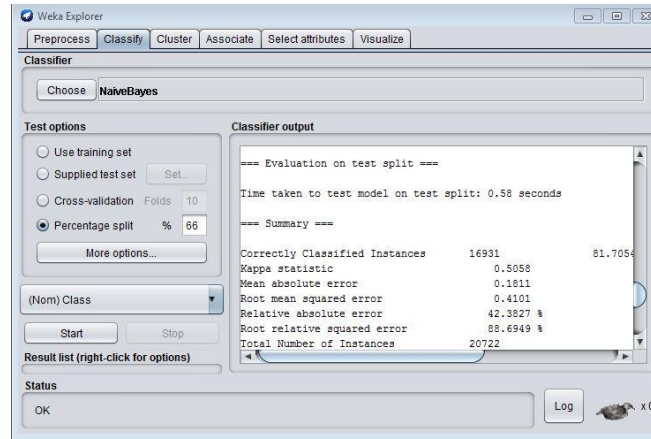 Weka Explorer
Preprocess Classify Cluster Associate Select attributes Visualize
Classifier
Choose NaiveBayes
Test options
Use training set
Supplied test set Set...
Cross-validation Folds 10
Percentage split % 66
More options...
(Nom) Class
Start Stop
Result list (right-click for options)
Classifier output
=== Evaluation on test split ===
Time taken to test model on test split: 0.58 seconds
=== Summary ===
Correctly Classified Instances 16931 81.7054
Kappa statistic 0.5058
Mean absolute error 0.1811
Root mean squared error 0.4101
Relative absolute error 42.3827 %
Root relative squared error 88.6949 %
Total Number of Instances 20722
Status
OK
Log
x 0